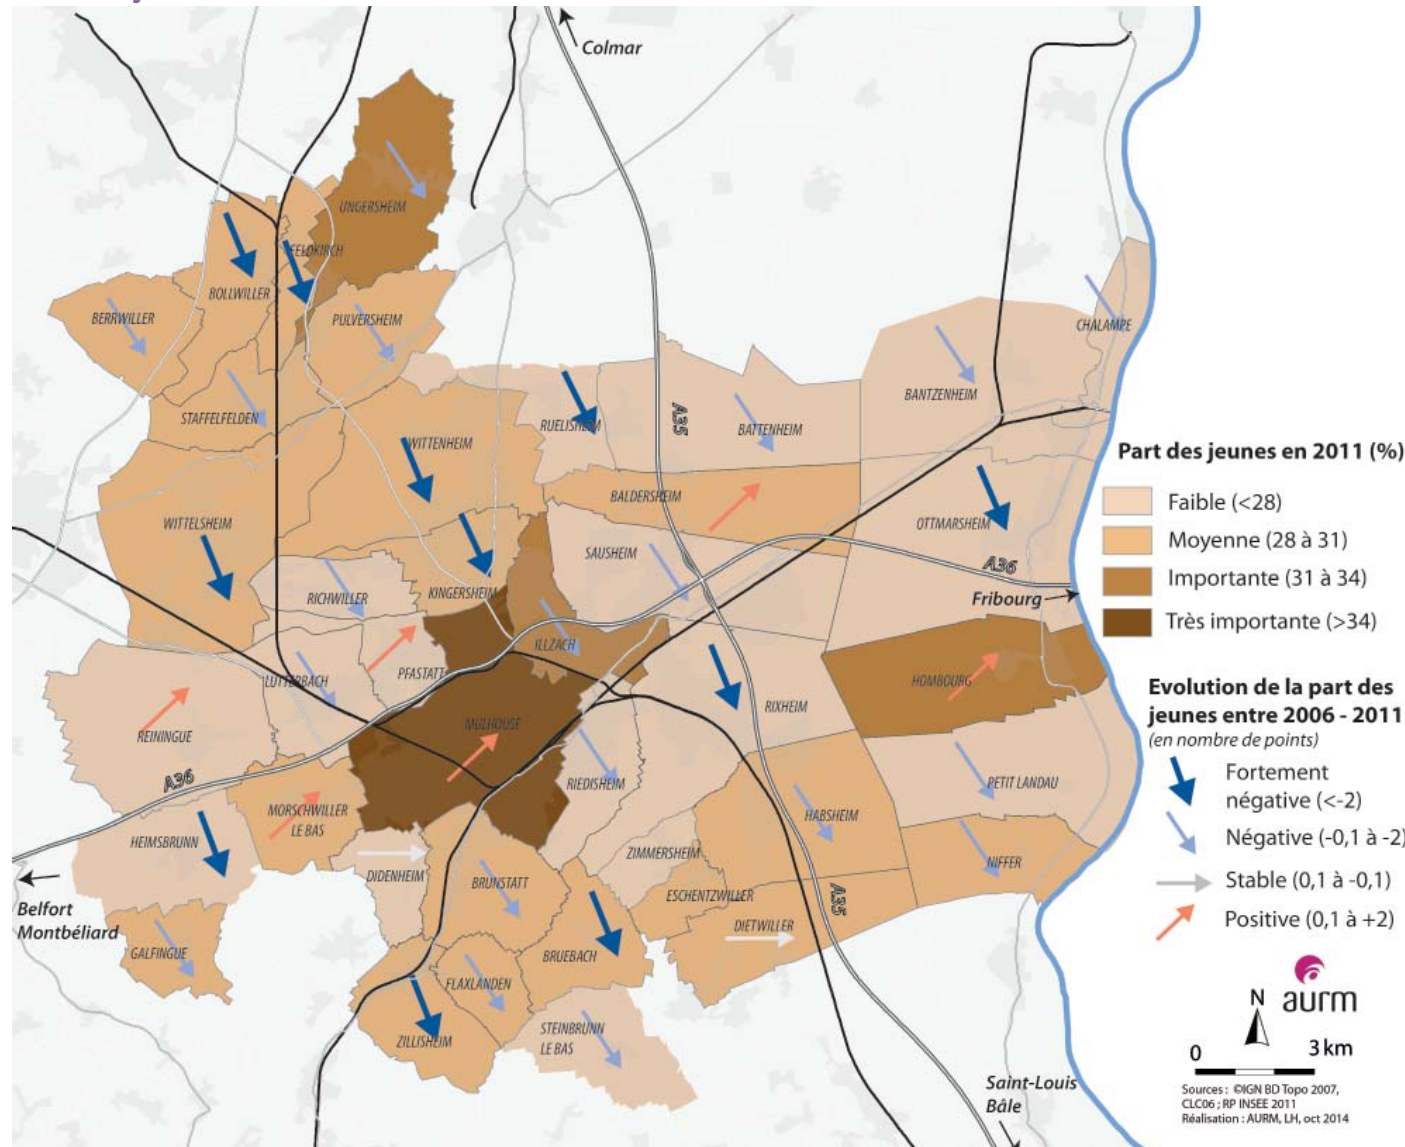 Colmar
UNGERSHEIM
FELDKIRCH
BOLLWILLER
BERRWILLER
PULVERSHEIM
CHALAMPE
BANTZENHEIM
STAFFELFELDEN
RUELISHEIM
A35
BATTENHEIM
WITTENHEIM
BALDERSHEIM
WITTELSHEIM
OTTMARSHEIM
SAUSHEIM
A36
RICHWILLER
KINGERSHEIM
Fribourg
ILLZACH
PFASTATT
LUTTERBACH
HOMBOURG
REININGUE
MULHOUSE
RIXHEIM
A36
RIEDISHEIM
PETIT LANDAU
MORSCHWILLER
LE BAS
HABSHEIM
HEIMSBRUNN
ZIMMERSHEIM
NIFFER
DIDENHEIM
BRUNSTATT
ESCHENTZWILLER
A35
Belfort
Montbéliard
DIETWILLER
GALFINGUE
BRUEBACH
FLAXLANDEN
STEINBRUNN
LE BAS
ZILLISHEIM
Saint-Louis
Bâle
Part des jeunes en 2011 (%)
Faible (<28)
Moyenne (28 à 31)
Importante (31 à 34)
Très importante (>34)
Evolution de la part des
jeunes entre 2006 - 2011
(en nombre de points)
Fortement
négative (<-2)
Négative (-0,1 à -2)
Stable (0,1 à -0,1)
Positive (0,1 à +2)
N
aurm
0 3 km
Sources : ©IGN BD Topo 2007,
CLC06 ; RP INSEE 2011
Réalisation : AURM, LH, oct 2014